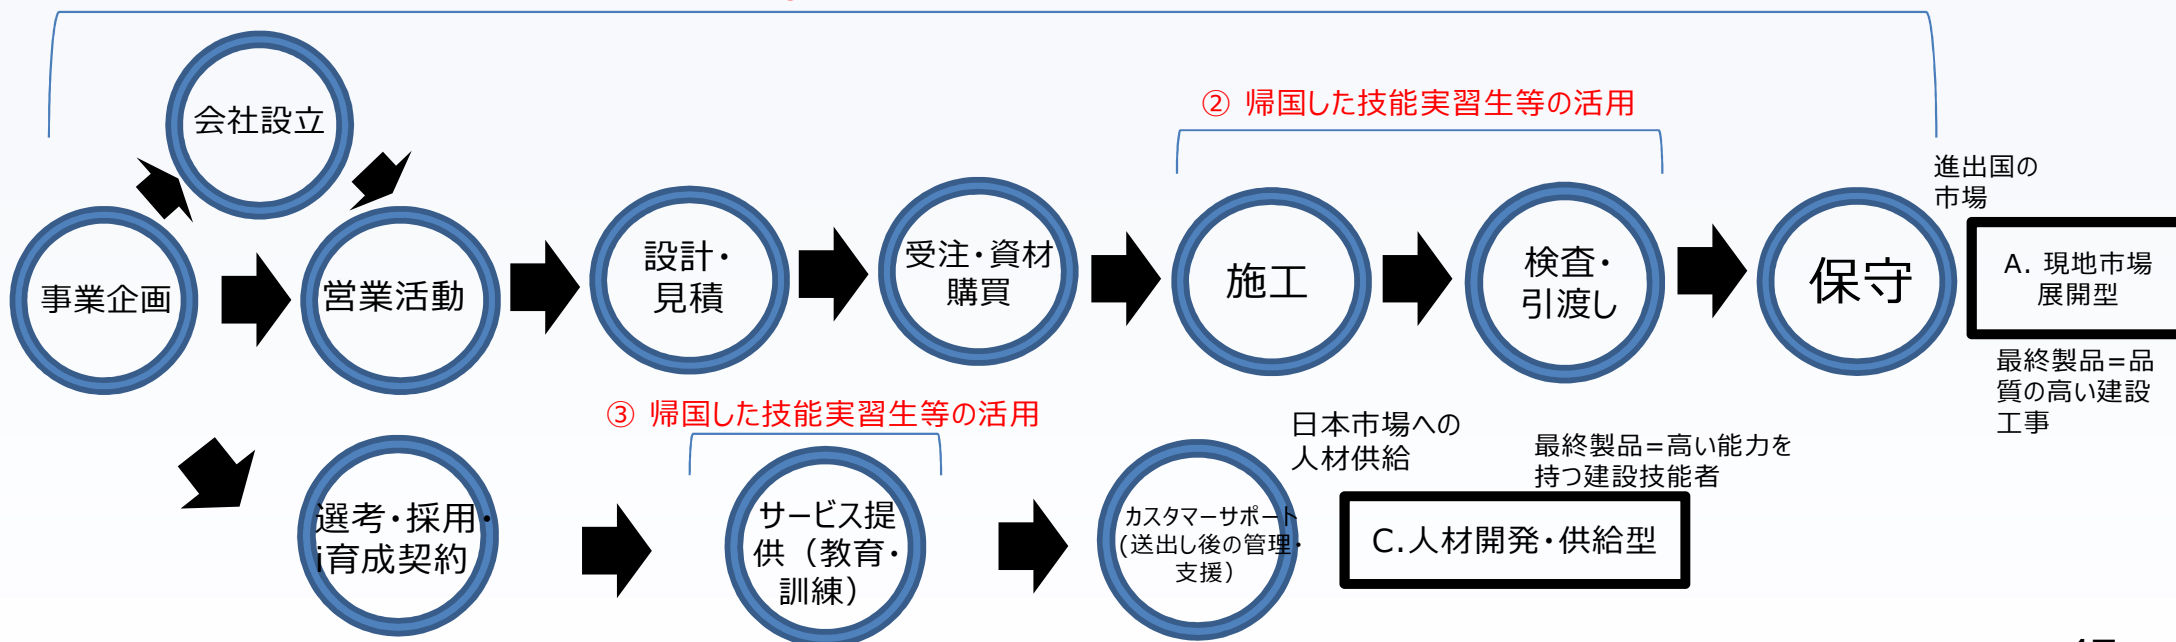 会社設立
② 帰国した技能実習生等の活用
進出国の
市場
事業企画
営業活動
設計・
見積
受注・資材
購買
施工
検査・
引渡し
保守
A. 現地市場
展開型
最終製品=品
質の高い建設
工事
③ 帰国した技能実習生等の活用
日本市場への
人材供給
最終製品=高い能力を
持つ建設技能者
選考・採用・
i育成契約
サービス提
供（教育・
訓練）
カスタマーサポート
(送出し後の管理・
支援）
C.人材開発・供給型